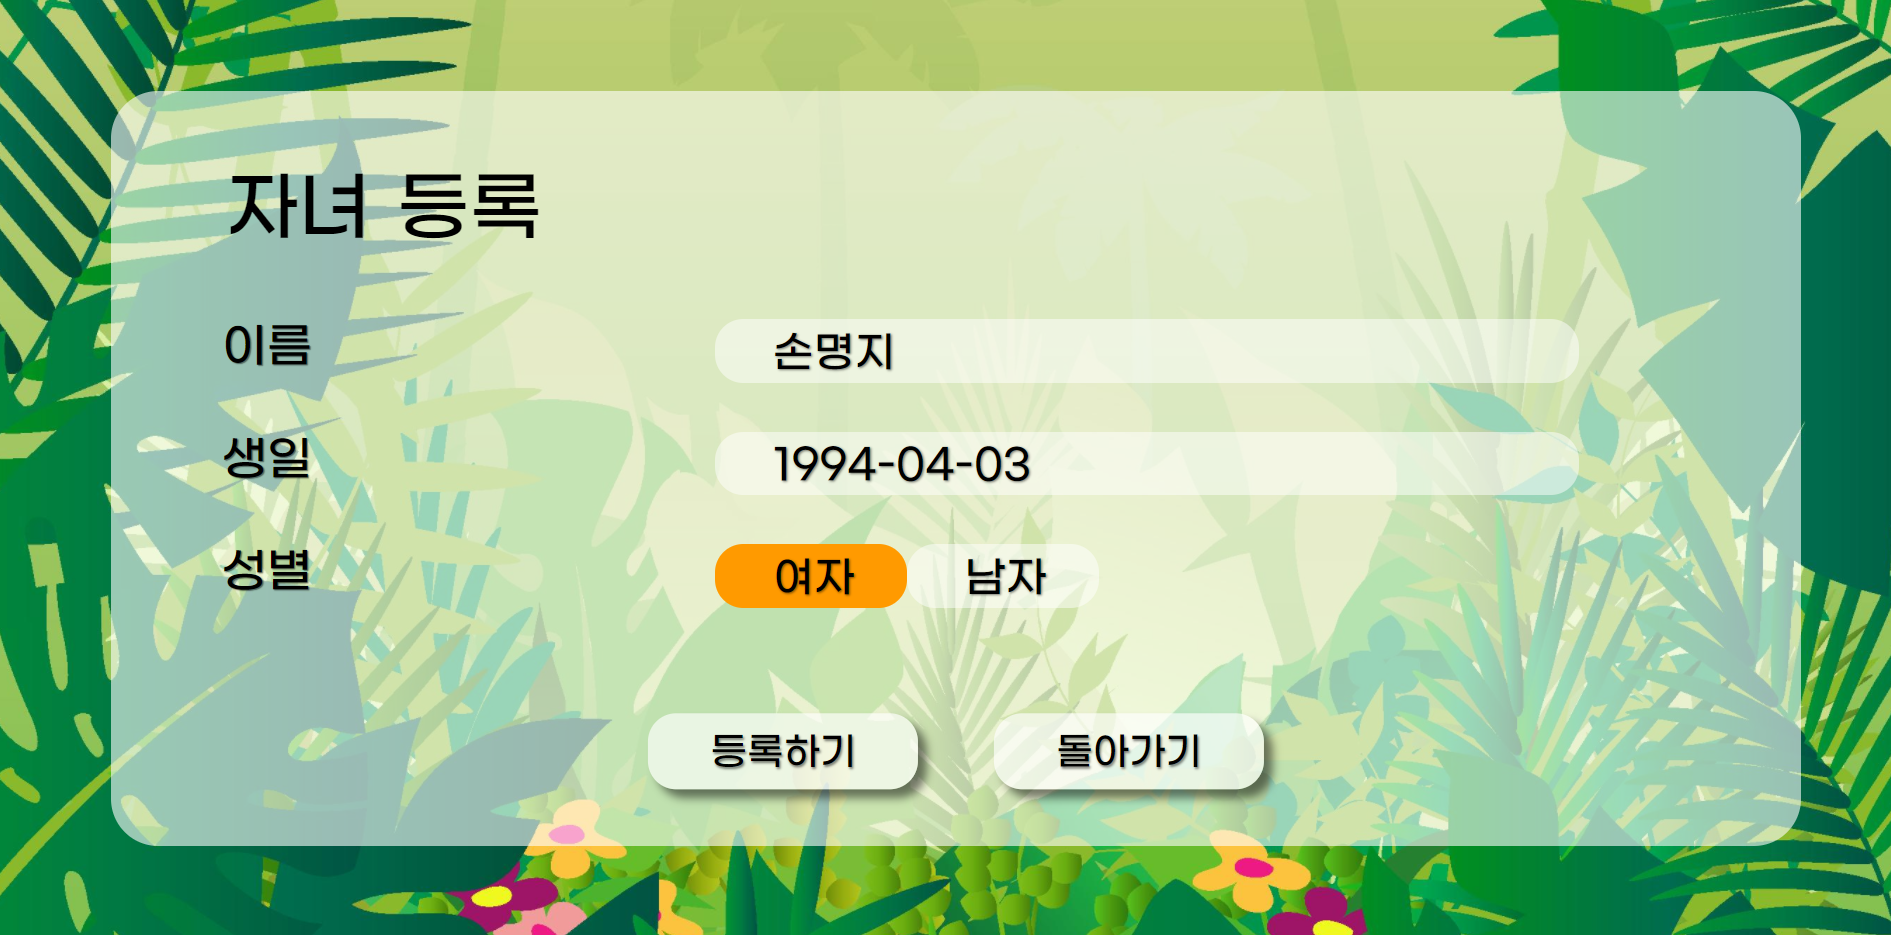 자녀 등록
이름 손명지
생일 1994-04-03
성별 여자 남자
등록하기 돌아가기